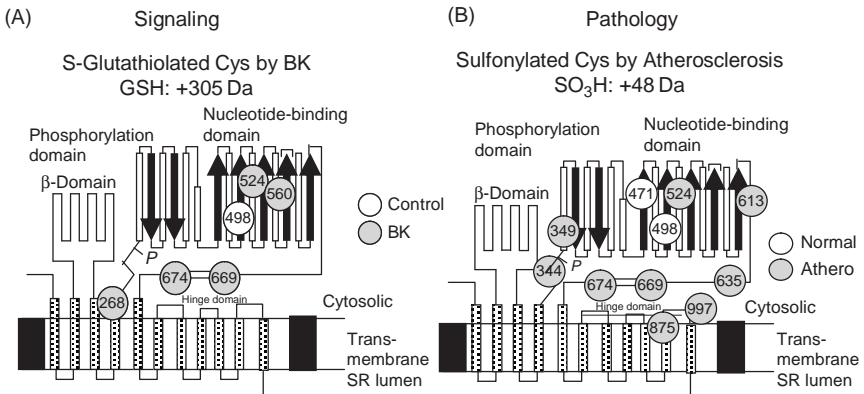 (A)
Signaling
S-Glutathiolated Cys by BK
GSH: +305 Da
Phosphorylation
domain
Nucleotide-binding
domain
β-Domain
524
560
498
Control
BK
P
674
669
268
Hinge domain
Cytosolic
Trans-
membrane
SR lumen
(B)
Pathology
Sulfonylated Cys by Atherosclerosis
SO3H: +48 Da
Phosphorylation
domain
Nucleotide-binding
domain
β-Domain
471
524
613
349
498
Normal
Athero
P
344
674
669
635
Hinge domain
997
Cytosolic
875
Trans-
membrane
SR lumen